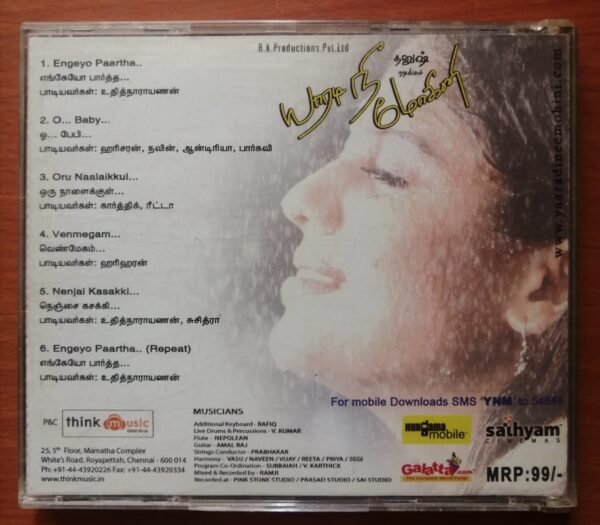 R.K.Productions Pvt.Ltd
தனுஷ்
நடிக்கும்
யாரடி நீ மோகினி
www.yaaradineemohini.com
1. Engeyo Paartha..
எங்கேயோ பார்த்த...
பாடியவர்கள்: உதித்நாராயணன்
2. O... Baby...
ஓ... பேபி...
பாடியவர்கள்: ஹரிசரன், நவின், ஆன்டிரியா, பார்கவி
3. Oru Naalaikkul...
ஒரு நாளைக்குள்...
பாடியவர்கள்: கார்த்திக், ரீட்டா
4. Venmegam...
வெண்மேகம்...
பாடியவர்கள்: ஹரிஹரன்
5. Nenjai Kasakki...
நெஞ்சை கசக்கி...
பாடியவர்கள்: உதித்நாராயணன், சுசித்ரா
6. Engeyo Paartha.. (Repeat)
எங்கேயோ பார்த்த...
பாடியவர்கள்: உதித்நாராயணன்
For mobile Downloads SMS 'YNM' to 54646
P&C
think music
25, 5th Floor, Mamatha Complex
White's Road, Royapettah, Chennai - 600 014
Ph: +91-44-43920226 Fax: +91-44-43920334
www.thinkmusic.in
MUSICIANS
Additional Keyboard - RAFIQ
Live Drums & Percussions - V. KUMAR
Flute - NEPOLEAN
Guitar - AMAL RAJ
Strings Conductor - PRABHAKAR
Harmony - VASU / NAVEEN / VIJAY / REETA / PRIYA / SEGI
Program Co-Ordination - SUBBAIAH / V. KARTHICK
Mixed & Recorded by - RAMJI
Recorded at - PINK STONE STUDIO / PRASAD STUDIO / SAI STUDIO
HUNGAMA
mobile
sathyam
CINEMAS
Galatta.com
MRP:99/-